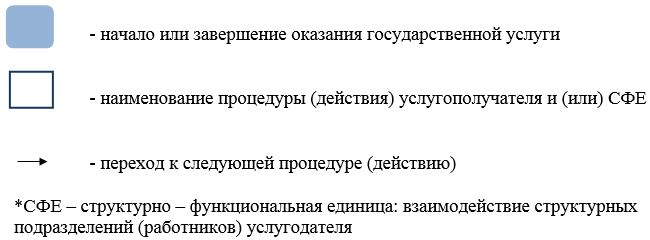 - начало или завершение оказания государственной услуги
- наименование процедуры (действия) услугополучателя и (или) СФЕ
- переход к следующей процедуре (действию)
*СФЕ – структурно – функциональная единица: взаимодействие структурных
подразделений (работников) услугодателя